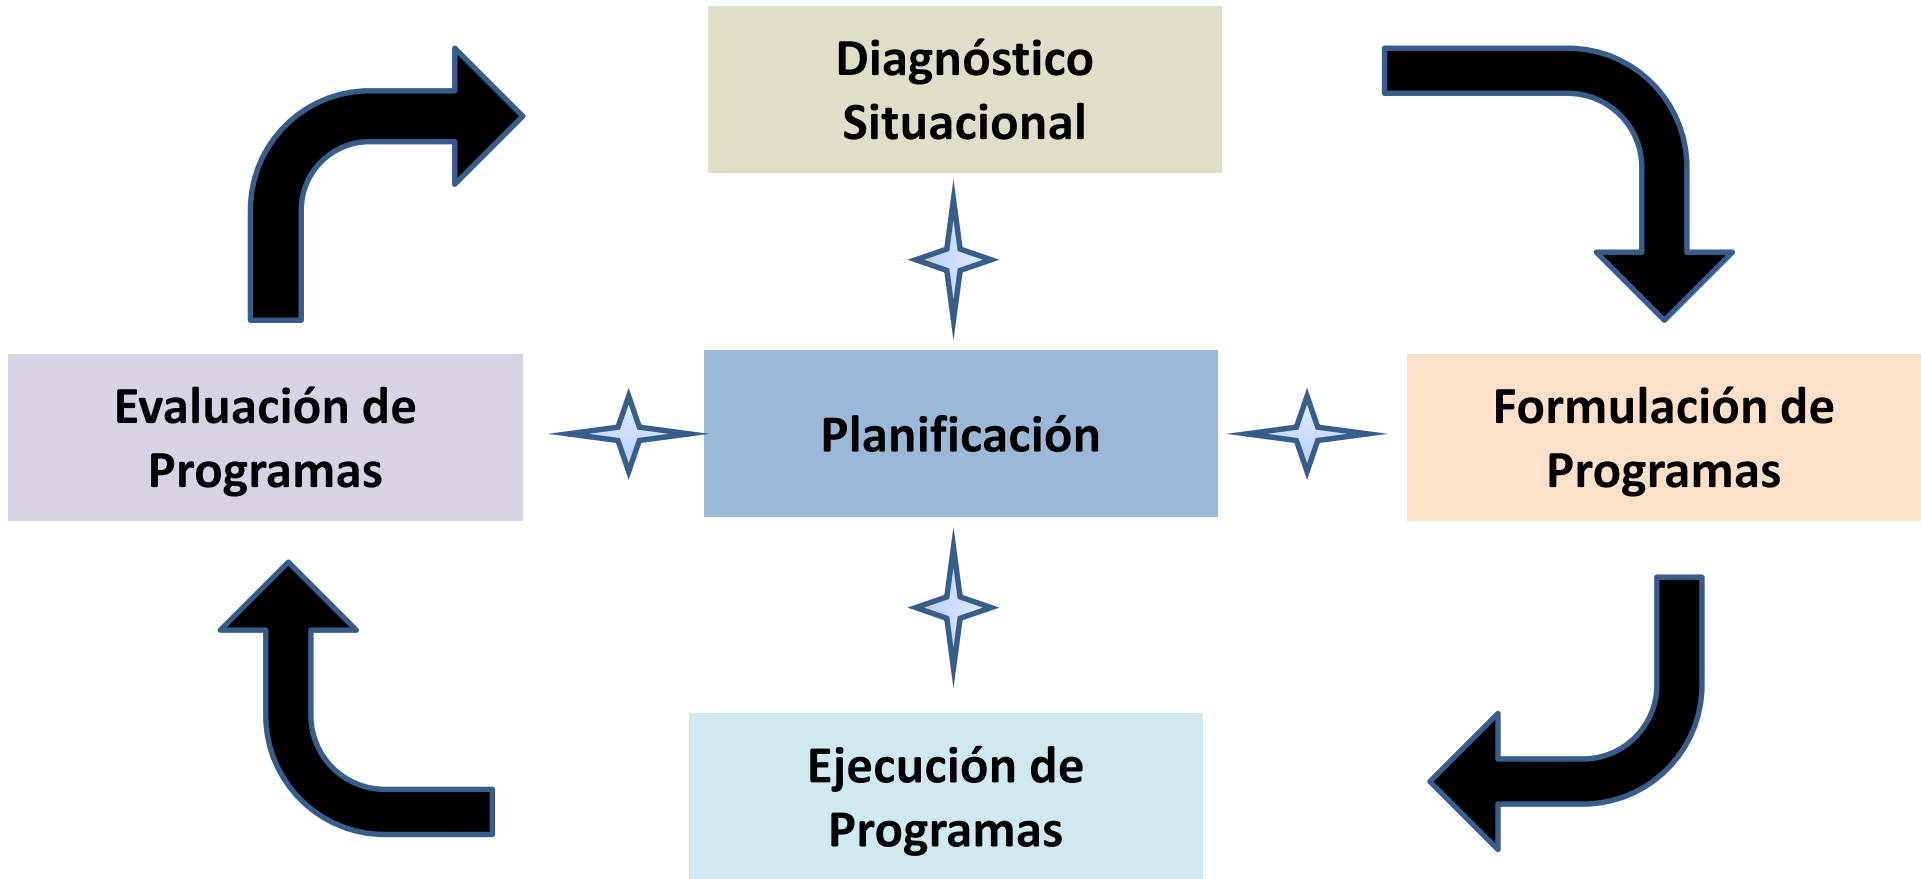 Diagnóstico
Situacional
Evaluación de
Programas
Planificación
Formulación de
Programas
Ejecución de
Programas